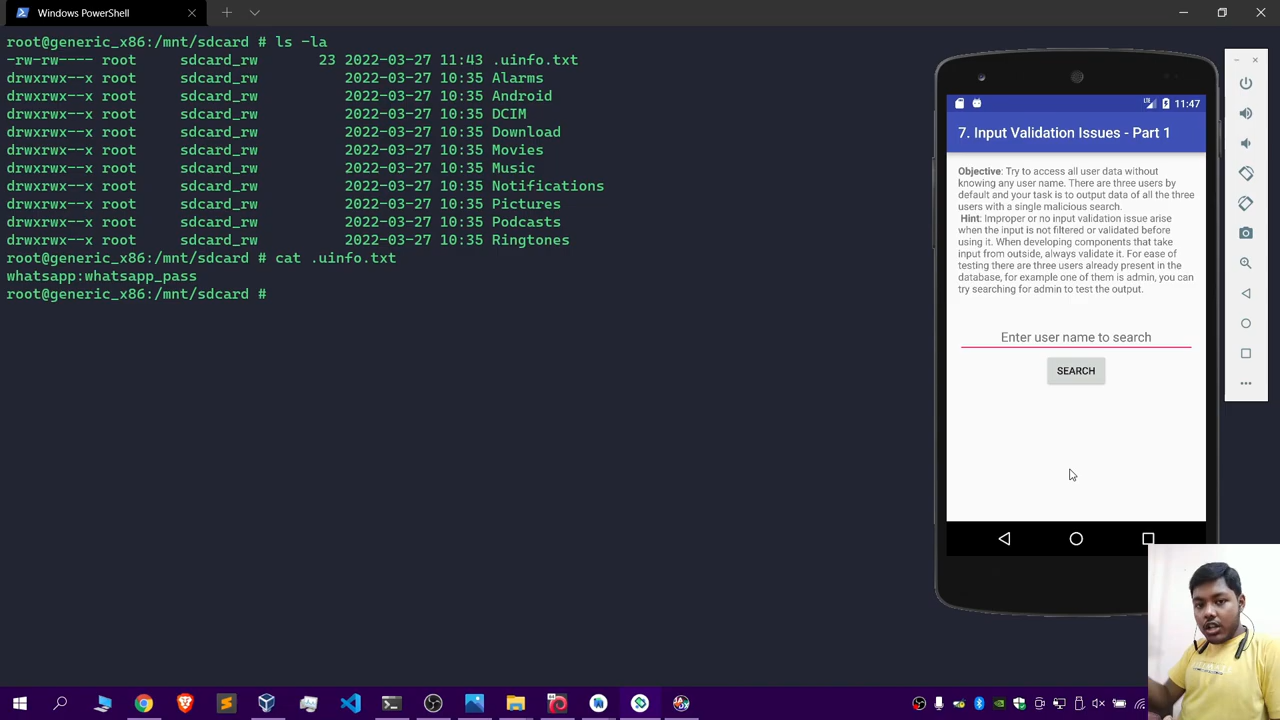 Windows PowerShell
root@generic_x86:/mnt/sdcard # ls -la
-rw-rw---- root     sdcard_rw       23 2022-03-27 11:43 .uinfo.txt
drwxrwx--x root     sdcard_rw          2022-03-27 10:35 Alarms
drwxrwx--x root     sdcard_rw          2022-03-27 10:35 Android
drwxrwx--x root     sdcard_rw          2022-03-27 10:35 DCIM
drwxrwx--x root     sdcard_rw          2022-03-27 10:35 Download
drwxrwx--x root     sdcard_rw          2022-03-27 10:35 Movies
drwxrwx--x root     sdcard_rw          2022-03-27 10:35 Music
drwxrwx--x root     sdcard_rw          2022-03-27 10:35 Notifications
drwxrwx--x root     sdcard_rw          2022-03-27 10:35 Pictures
drwxrwx--x root     sdcard_rw          2022-03-27 10:35 Podcasts
drwxrwx--x root     sdcard_rw          2022-03-27 10:35 Ringtones
root@generic_x86:/mnt/sdcard # cat .uinfo.txt
whatsapp:whatsapp_pass
root@generic_x86:/mnt/sdcard #
LTE 11:47
7. Input Validation Issues - Part 1
Objective: Try to access all user data without
knowing any user name. There are three users by
default and your task is to output data of all the three
users with a single malicious search.
Hint: Improper or no input validation issue arise
when the input is not filtered or validated before
using it. When developing components that take
input from outside, always validate it. For ease of
testing there are three users already present in the
database, for example one of them is admin, you can
try searching for admin to test the output.
Enter user name to search
SEARCH